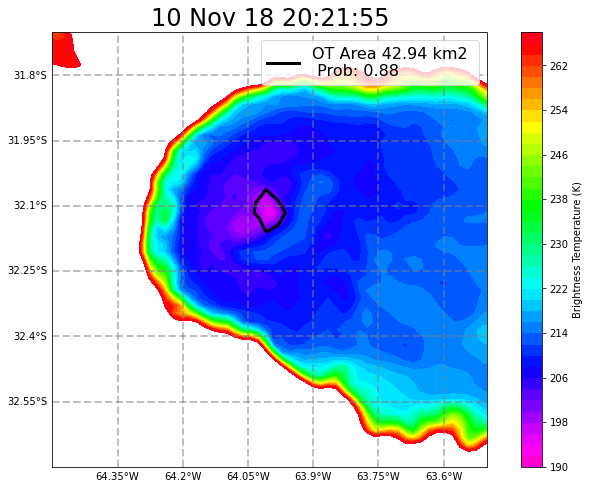 10 Nov 18 20:21:55
OT Area 42.94 km2
Prob: 0.88
31.8°S
31.95°S
32.1°S
32.25°S
32.4°S
32.55°S
64.35°W
64.2°W
64.05°W
63.9°W
63.75°W
63.6°W
262
254
246
238
230
222
214
206
198
190
Brightness Temperature (K)